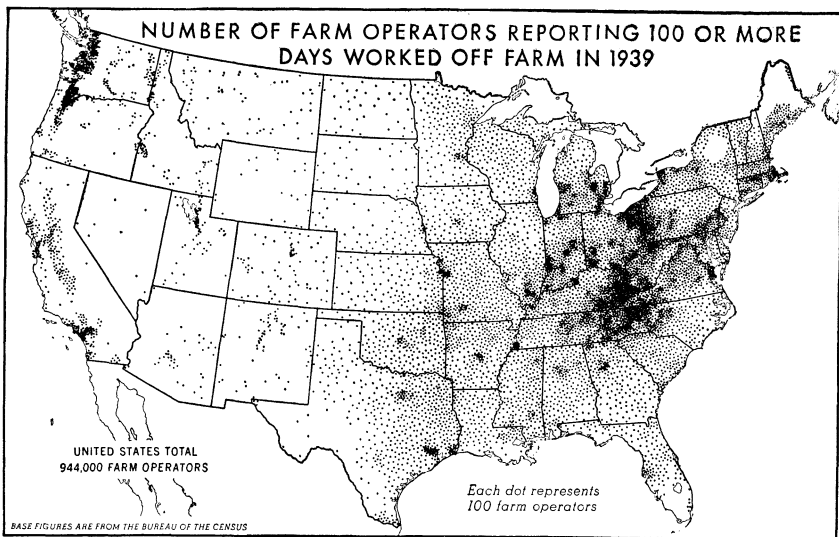 NUMBER OF FARM OPERATORS REPORTING 100 OR MORE
DAYS WORKED OFF FARM IN 1939
UNITED STATES TOTAL
944,000 FARM OPERATORS
Each dot represents
100 farm operators
BASE FIGURES ARE FROM THE BUREAU OF THE CENSUS